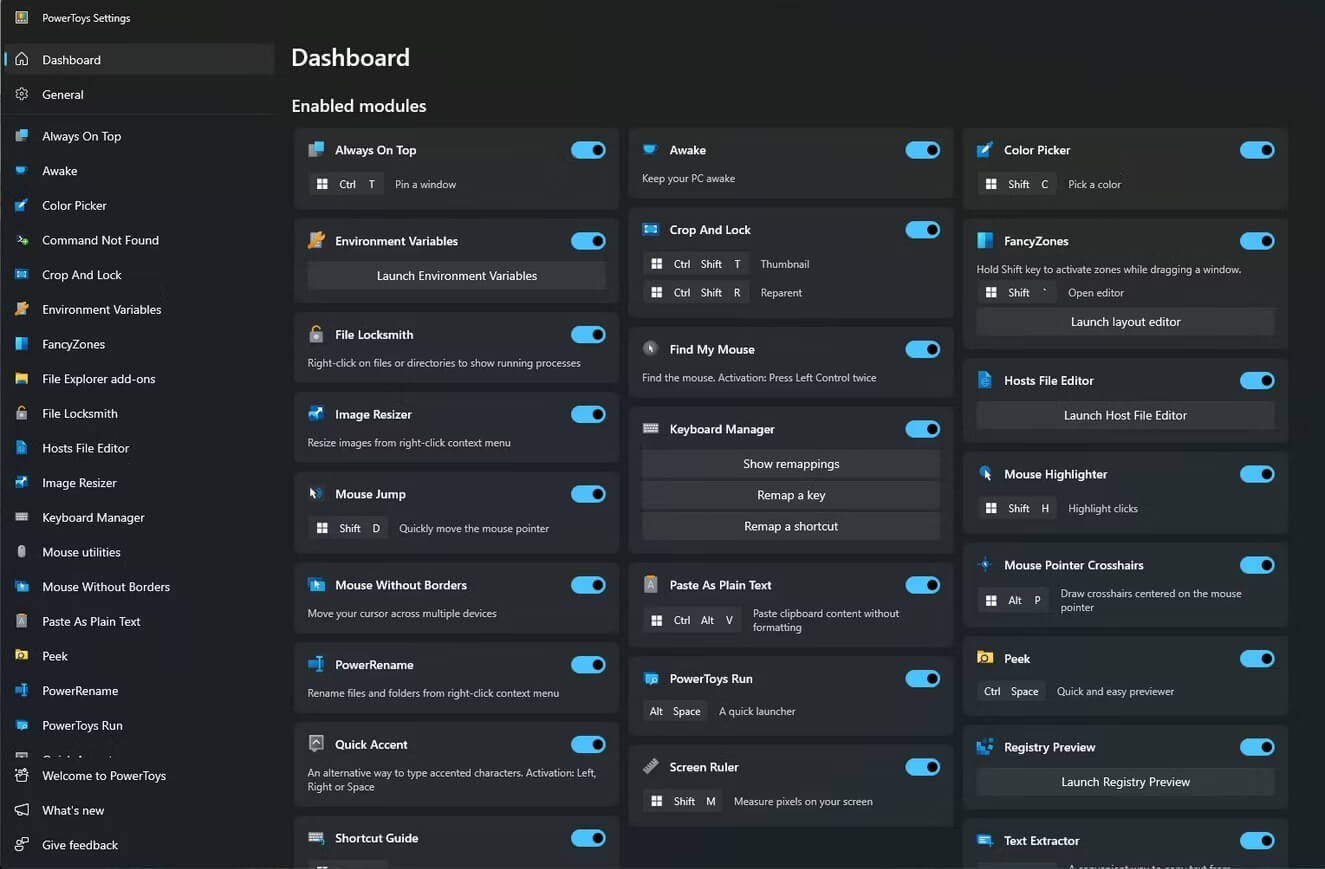 PowerToys Settings
Dashboard
General
Always On Top
Awake
Color Picker
Command Not Found
Crop And Lock
Environment Variables
FancyZones
File Explorer add-ons
File Locksmith
Hosts File Editor
Image Resizer
Keyboard Manager
Mouse utilities
Mouse Without Borders
Paste As Plain Text
Peek
PowerRename
PowerToys Run
Welcome to PowerToys
What's new
Give feedback
Dashboard
Enabled modules
Always On Top
Ctrl T Pin a window
Environment Variables
Launch Environment Variables
File Locksmith
Right-click on files or directories to show running processes
Image Resizer
Resize images from right-click context menu
Mouse Jump
Shift D Quickly move the mouse pointer
Mouse Without Borders
Move your cursor across multiple devices
PowerRename
Rename files and folders from right-click context menu
Quick Accent
An alternative way to type accented characters. Activation: Left,
Right or Space
Shortcut Guide
Awake
Keep your PC awake
Crop And Lock
Ctrl Shift T Thumbnail
Ctrl Shift R Reparent
Find My Mouse
Find the mouse. Activation: Press Left Control twice
Keyboard Manager
Show remappings
Remap a key
Remap a shortcut
Paste As Plain Text
Ctrl Alt V Paste clipboard content without
formatting
PowerToys Run
Alt Space A quick launcher
Screen Ruler
Shift M Measure pixels on your screen
Color Picker
Shift C Pick a color
FancyZones
Hold Shift key to activate zones while dragging a window.
Shift ` Open editor
Launch layout editor
Hosts File Editor
Launch Host File Editor
Mouse Highlighter
Shift H Highlight clicks
Mouse Pointer Crosshairs
Alt P Draw crosshairs centered on the mouse
pointer
Peek
Ctrl Space Quick and easy previewer
Registry Preview
Launch Registry Preview
Text Extractor